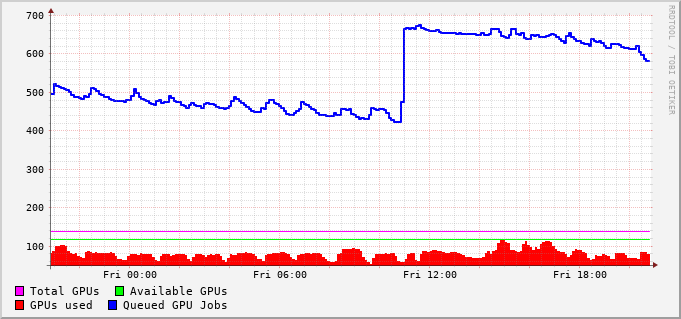 700
600
500
400
300
200
100
Fri 00:00 Fri 06:00 Fri 12:00 Fri 18:00
Total GPUs Available GPUs
GPUs used Queued GPU Jobs
RRDTOOL / TOBI OETIKER